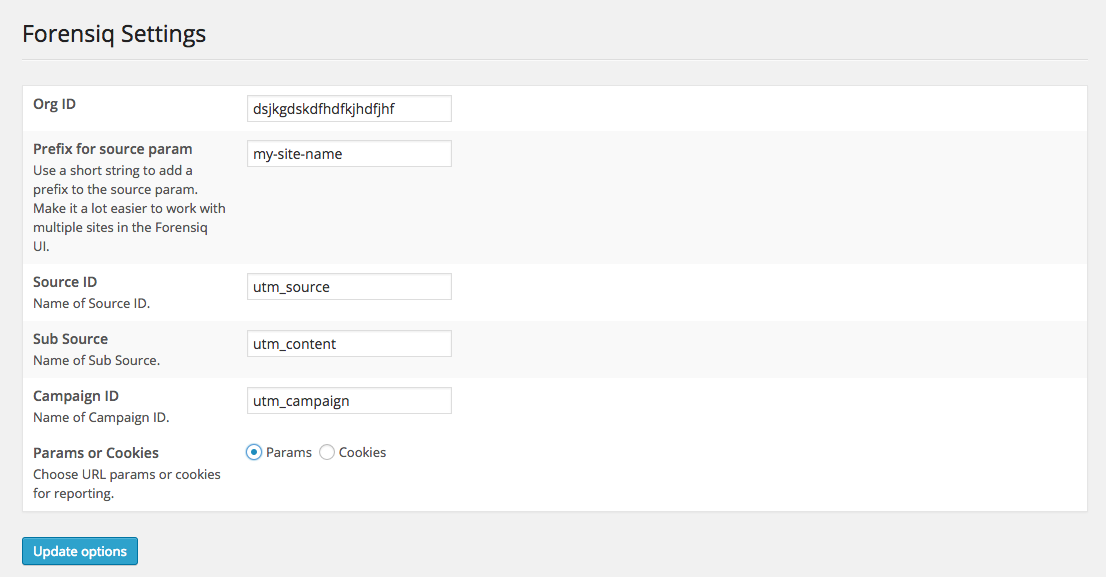 Forensiq Settings
Org ID
dsjkgdskdfhdfkjhdfjhf
Prefix for source param
my-site-name
Use a short string to add a
prefix to the source param.
Make it a lot easier to work with
multiple sites in the Forensiq
UI.
Source ID
utm_source
Name of Source ID.
Sub Source
utm_content
Name of Sub Source.
Campaign ID
utm_campaign
Name of Campaign ID.
Params or Cookies
Params Cookies
Choose URL params or cookies
for reporting.
Update options